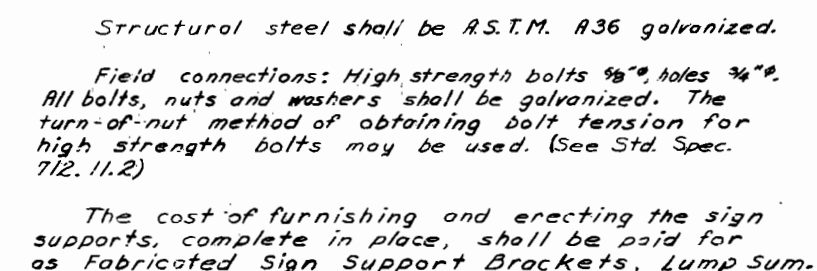 Structural steel shall be A.S.T.M. A36 galvanized.
Field connections: High strength bolts 5/8"ø, holes 3/4"ø.
All bolts, nuts and washers shall be galvanized. The
turn-of-nut method of obtaining bolt tension for
high strength bolts may be used. (See Std. Spec.
712.11.2)
The cost of furnishing and erecting the sign
supports, complete in place, shall be paid for
as Fabricated Sign Support Brackets, Lump Sum.